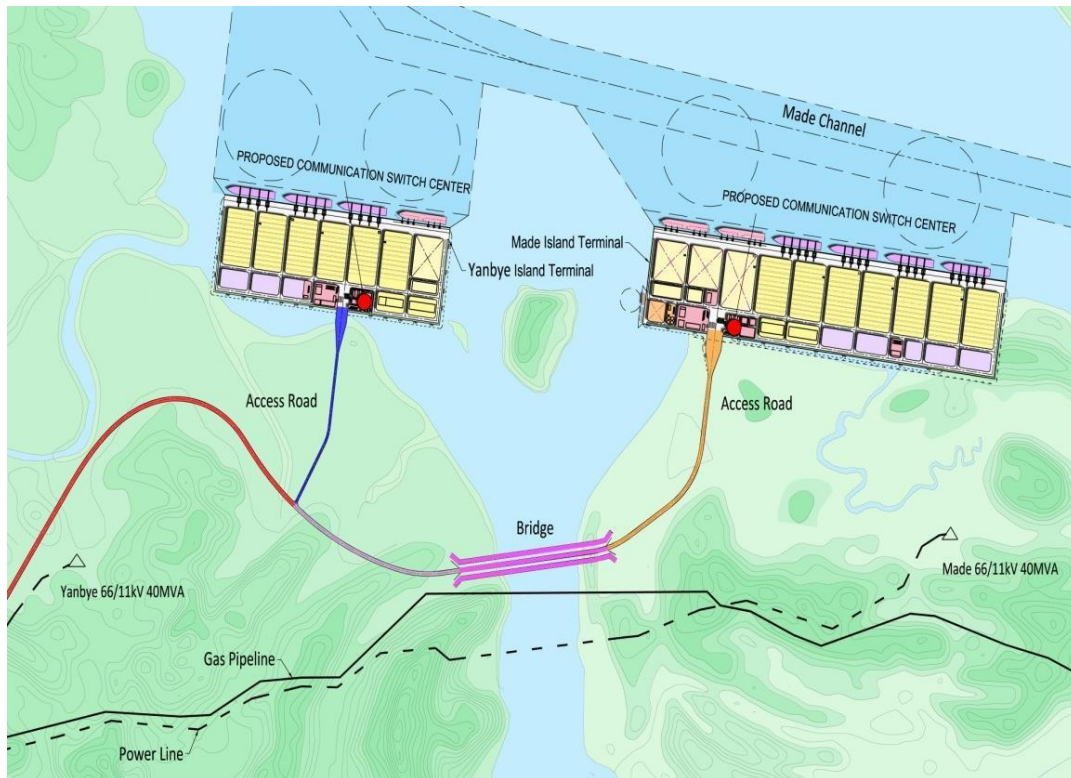 Made Channel
PROPOSED COMMUNICATION SWITCH CENTER
PROPOSED COMMUNICATION SWITCH CENTER
Made Island Terminal
Yanbye Island Terminal
Access Road
Access Road
Bridge
Yanbye 66/11kV 40MVA
Made 66/11kV 40MVA
Gas Pipeline
Power Line